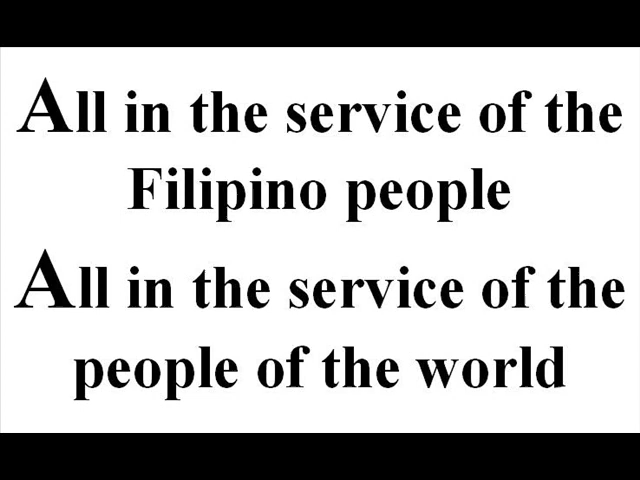 All in the service of the
Filipino people
All in the service of the
people of the world